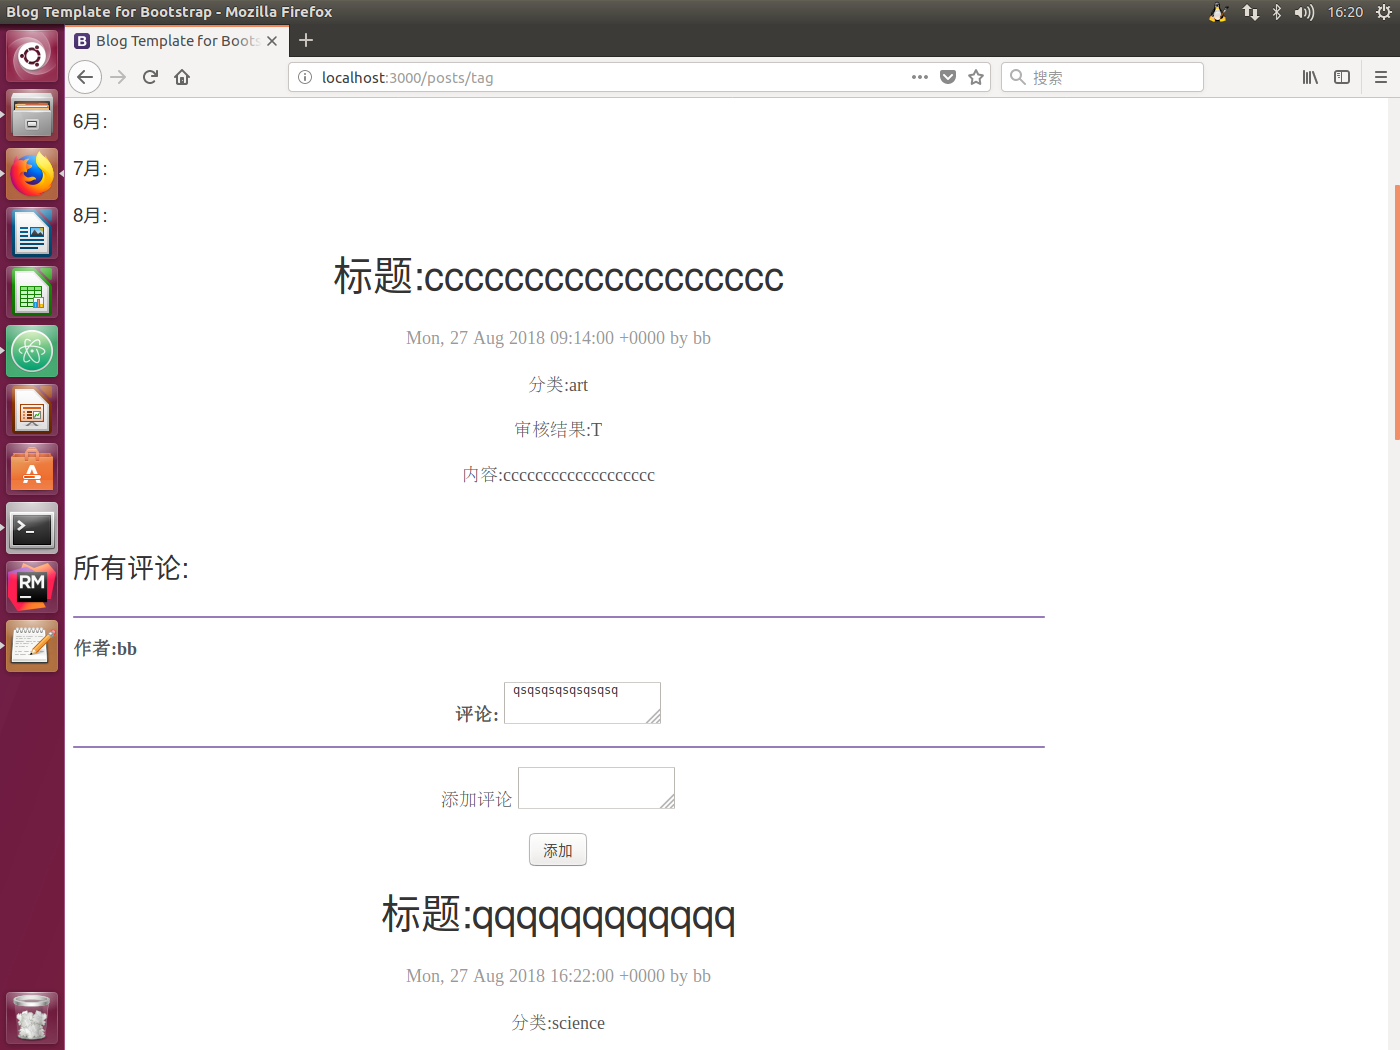 Blog Template for Bootstrap - Mozilla Firefox
16:20
B Blog Template for Boots
localhost:3000/posts/tag
搜索
6月:
7月:
8月:
标题:cccccccccccccccccc
Mon, 27 Aug 2018 09:14:00 +0000 by bb
分类:art
审核结果:T
内容:ccccccccccccccccccc
所有评论:
作者:bb
评论: qsqsqsqsqsqsqsq
添加评论
添加
标题:qqqqqqqqqqqq
Mon, 27 Aug 2018 16:22:00 +0000 by bb
分类:science
RM